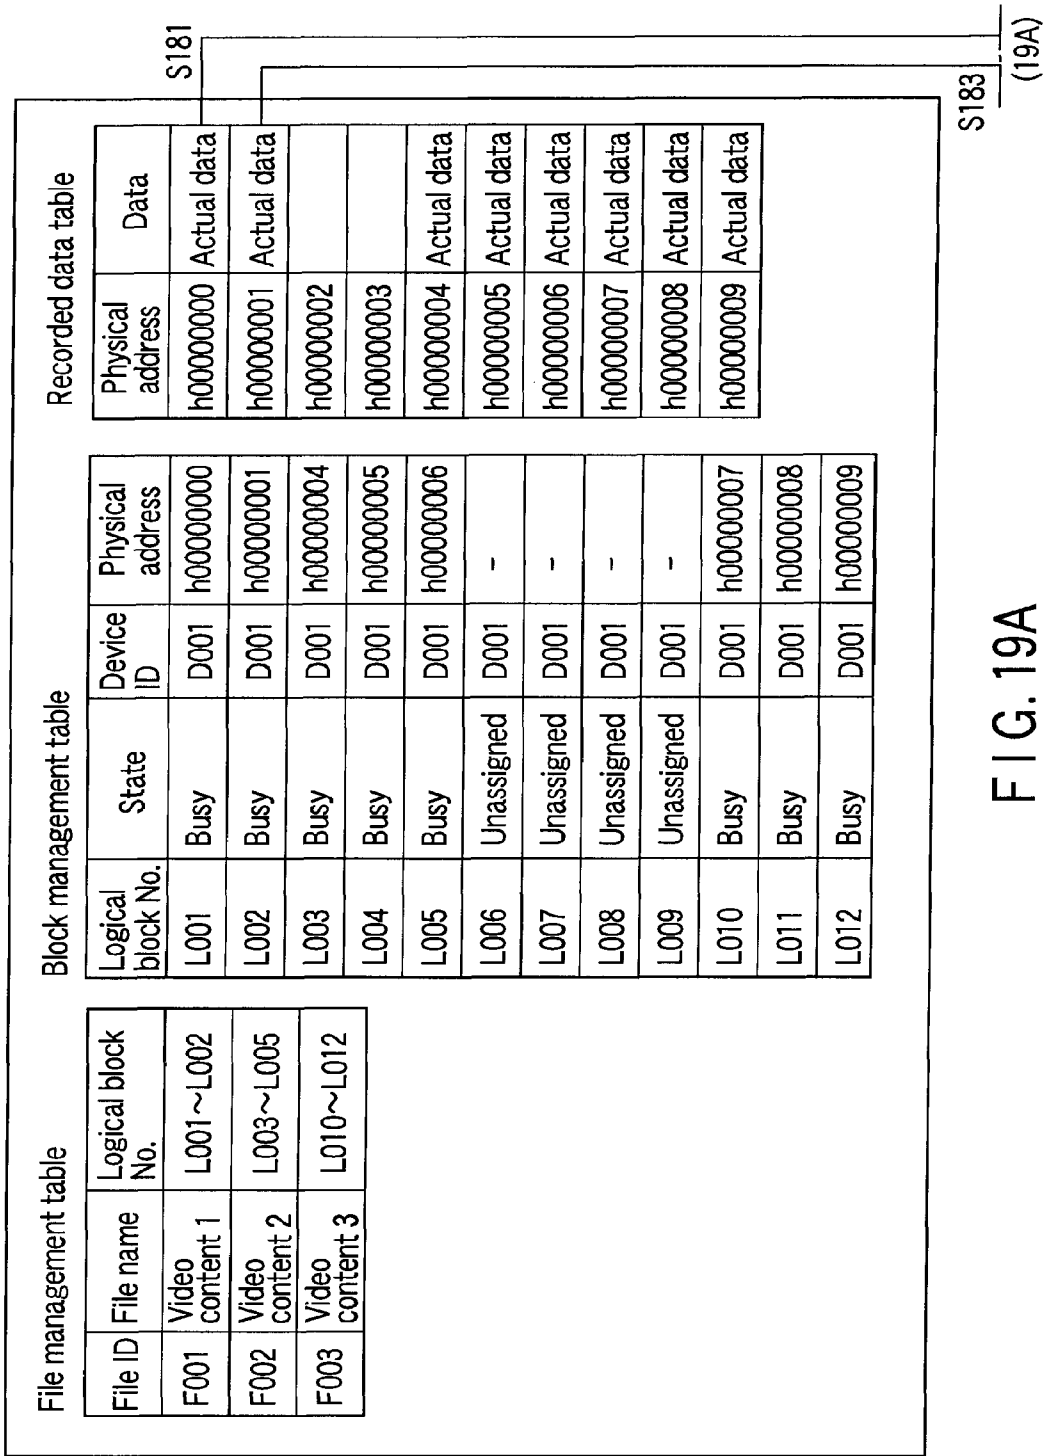 File management table
File ID File name Logical block No.
F001 Video content 1 L001~L002
F002 Video content 2 L003~L005
F003 Video content 3 L010~L012
Block management table
Logical block No. State Device ID Physical address
L001 Busy D001 h00000000
L002 Busy D001 h00000001
L003 Busy D001 h00000004
L004 Busy D001 h00000005
L005 Busy D001 h00000006
L006 Unassigned D001 -
L007 Unassigned D001 -
L008 Unassigned D001 -
L009 Unassigned D001 -
L010 Busy D001 h00000007
L011 Busy D001 h00000008
L012 Busy D001 h00000009
Recorded data table
Physical address Data
h00000000 Actual data
h00000001 Actual data
h00000002
h00000003
h00000004 Actual data
h00000005 Actual data
h00000006 Actual data
h00000007 Actual data
h00000008 Actual data
h00000009 Actual data
S181
S183
(19A)
FIG. 19A